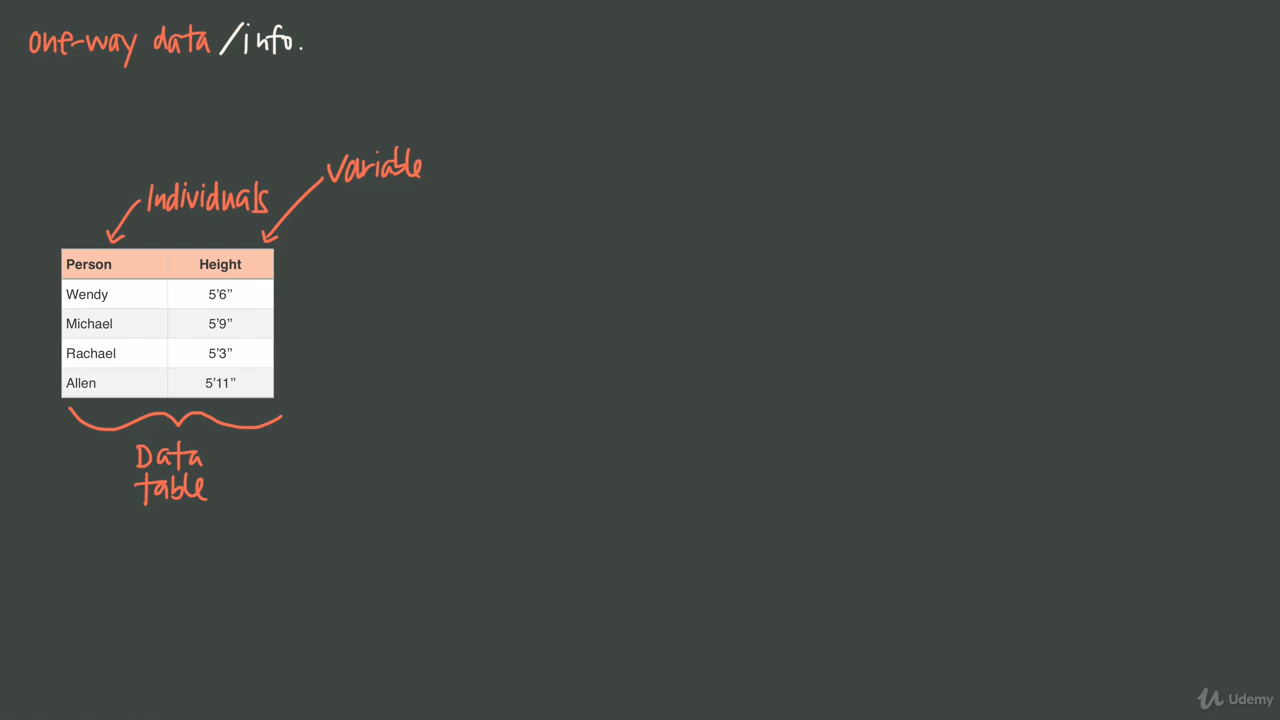 one-way data /info.
variable
Individuals
Person Height
Wendy 5’6”
Michael 5’9”
Rachael 5’3”
Allen 5’11”
Data
table
Udemy